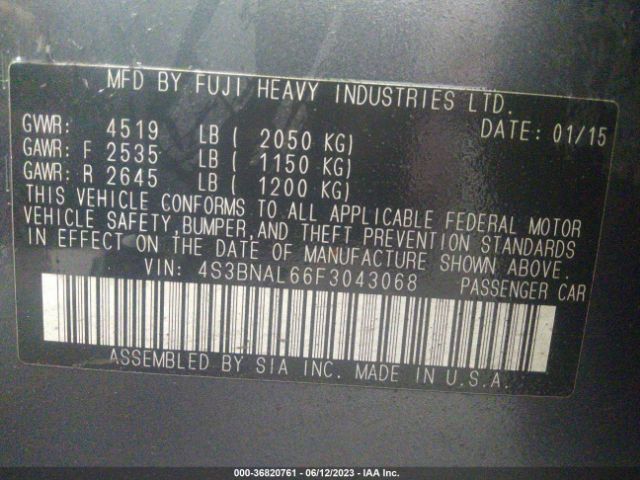 MFD BY FUJI HEAVY INDUSTRIES LTD.
GVWR: 4519 LB ( 2050 KG) DATE: 01/15
GAWR: F 2535 LB ( 1150 KG)
GAWR: R 2645 LB ( 1200 KG)
THIS VEHICLE CONFORMS TO ALL APPLICABLE FEDERAL MOTOR
VEHICLE SAFETY,BUMPER,AND THEFT PREVENTION STANDARDS
IN EFFECT ON THE DATE OF MANUFACTURE SHOWN ABOVE.
VIN: 4S3BNAL66F3043068 PASSENGER CAR
ASSEMBLED BY SIA INC. MADE IN U.S.A.
000-36820761 - 06/12/2023 - IAA Inc.